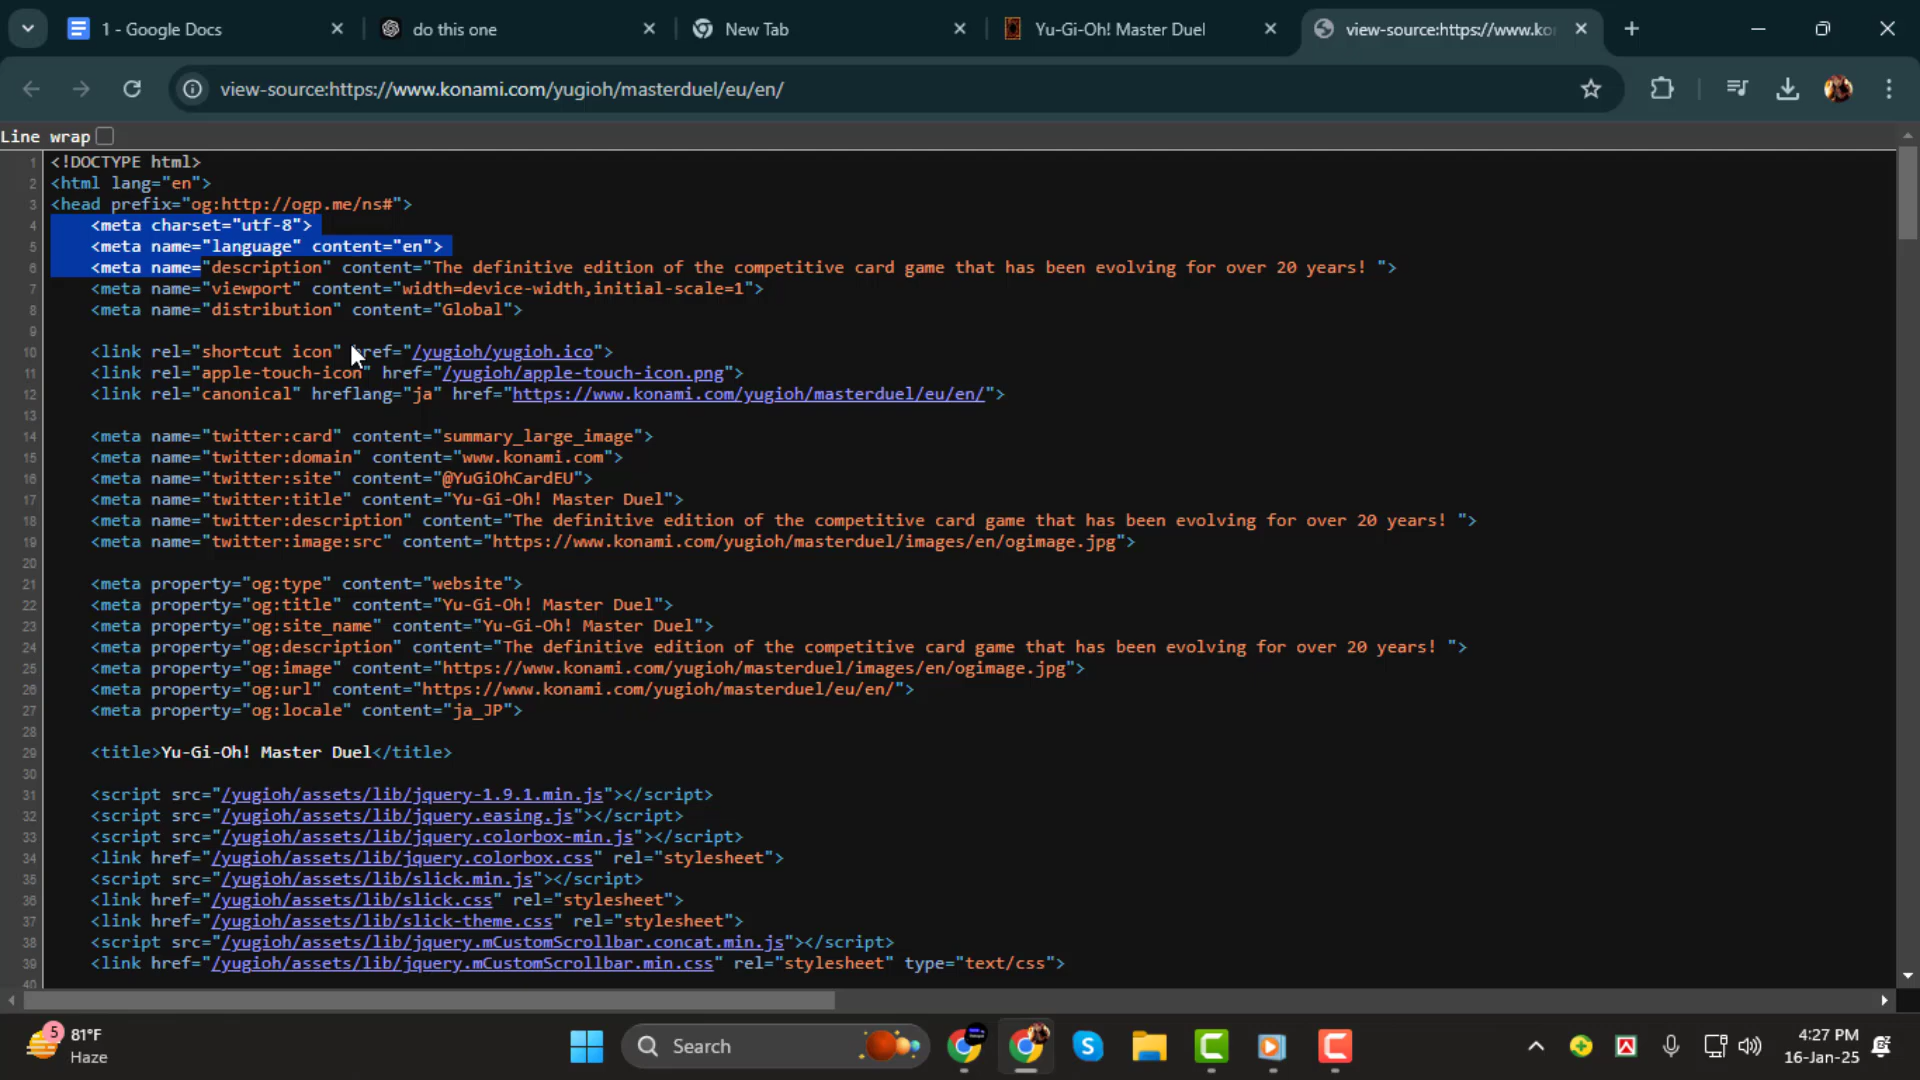 1 - Google Docs
do this one
New Tab
Yu-Gi-Oh! Master Duel
view-source:https://www.ko
view-source:https://www.konami.com/yugioh/masterduel/eu/en/
Line wrap
1 <!DOCTYPE html>
2 <html lang="en">
3 <head prefix="og:http://ogp.me/ns#">
4 <meta charset="utf-8">
5 <meta name="language" content="en">
6 <meta name="description" content="The definitive edition of the competitive card game that has been evolving for over 20 years! ">
7 <meta name="viewport" content="width=device-width,initial-scale=1">
8 <meta name="distribution" content="Global">
9
10 <link rel="shortcut icon" href="/yugioh/yugioh.ico">
11 <link rel="apple-touch-icon" href="/yugioh/apple-touch-icon.png">
12 <link rel="canonical" hreflang="ja" href="https://www.konami.com/yugioh/masterduel/eu/en/">
13
14 <meta name="twitter:card" content="summary_large_image">
15 <meta name="twitter:domain" content="www.konami.com">
16 <meta name="twitter:site" content="@YuGiOhCardEU">
17 <meta name="twitter:title" content="Yu-Gi-Oh! Master Duel">
18 <meta name="twitter:description" content="The definitive edition of the competitive card game that has been evolving for over 20 years! ">
19 <meta name="twitter:image:src" content="https://www.konami.com/yugioh/masterduel/images/en/ogimage.jpg">
20
21 <meta property="og:type" content="website">
22 <meta property="og:title" content="Yu-Gi-Oh! Master Duel">
23 <meta property="og:site_name" content="Yu-Gi-Oh! Master Duel">
24 <meta property="og:description" content="The definitive edition of the competitive card game that has been evolving for over 20 years! ">
25 <meta property="og:image" content="https://www.konami.com/yugioh/masterduel/images/en/ogimage.jpg">
26 <meta property="og:url" content="https://www.konami.com/yugioh/masterduel/eu/en/">
27 <meta property="og:locale" content="ja_JP">
28
29 <title>Yu-Gi-Oh! Master Duel</title>
30
31 <script src="/yugioh/assets/lib/jquery-1.9.1.min.js"></script>
32 <script src="/yugioh/assets/lib/jquery.easing.js"></script>
33 <script src="/yugioh/assets/lib/jquery.colorbox-min.js"></script>
34 <link href="/yugioh/assets/lib/jquery.colorbox.css" rel="stylesheet">
35 <script src="/yugioh/assets/lib/slick.min.js"></script>
36 <link href="/yugioh/assets/lib/slick.css" rel="stylesheet">
37 <link href="/yugioh/assets/lib/slick-theme.css" rel="stylesheet">
38 <script src="/yugioh/assets/lib/jquery.mCustomScrollbar.concat.min.js"></script>
39 <link href="/yugioh/assets/lib/jquery.mCustomScrollbar.min.css" rel="stylesheet" type="text/css">
40
5
81°F
Haze
Search
4:27 PM
16-Jan-25